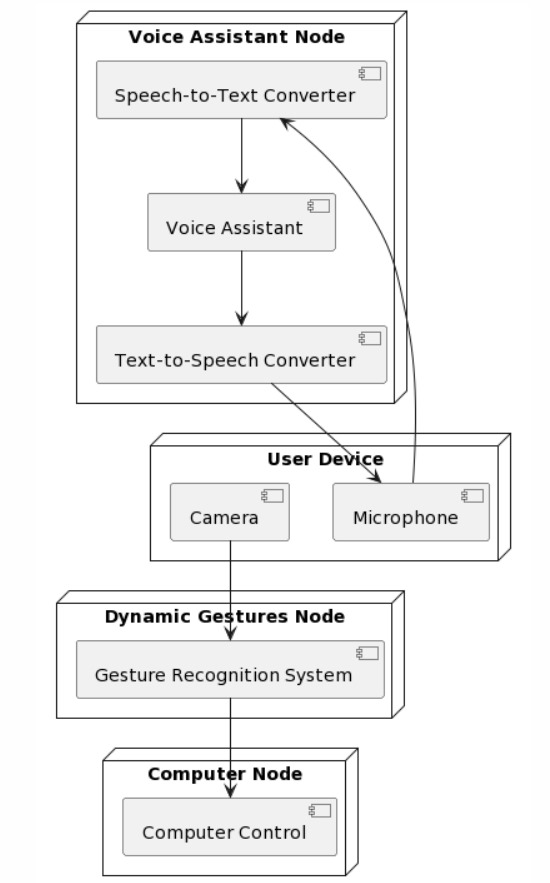 Voice Assistant Node
Speech-to-Text Converter
Voice Assistant
Text-to-Speech Converter
User Device
Camera
Microphone
Dynamic Gestures Node
Gesture Recognition System
Computer Node
Computer Control